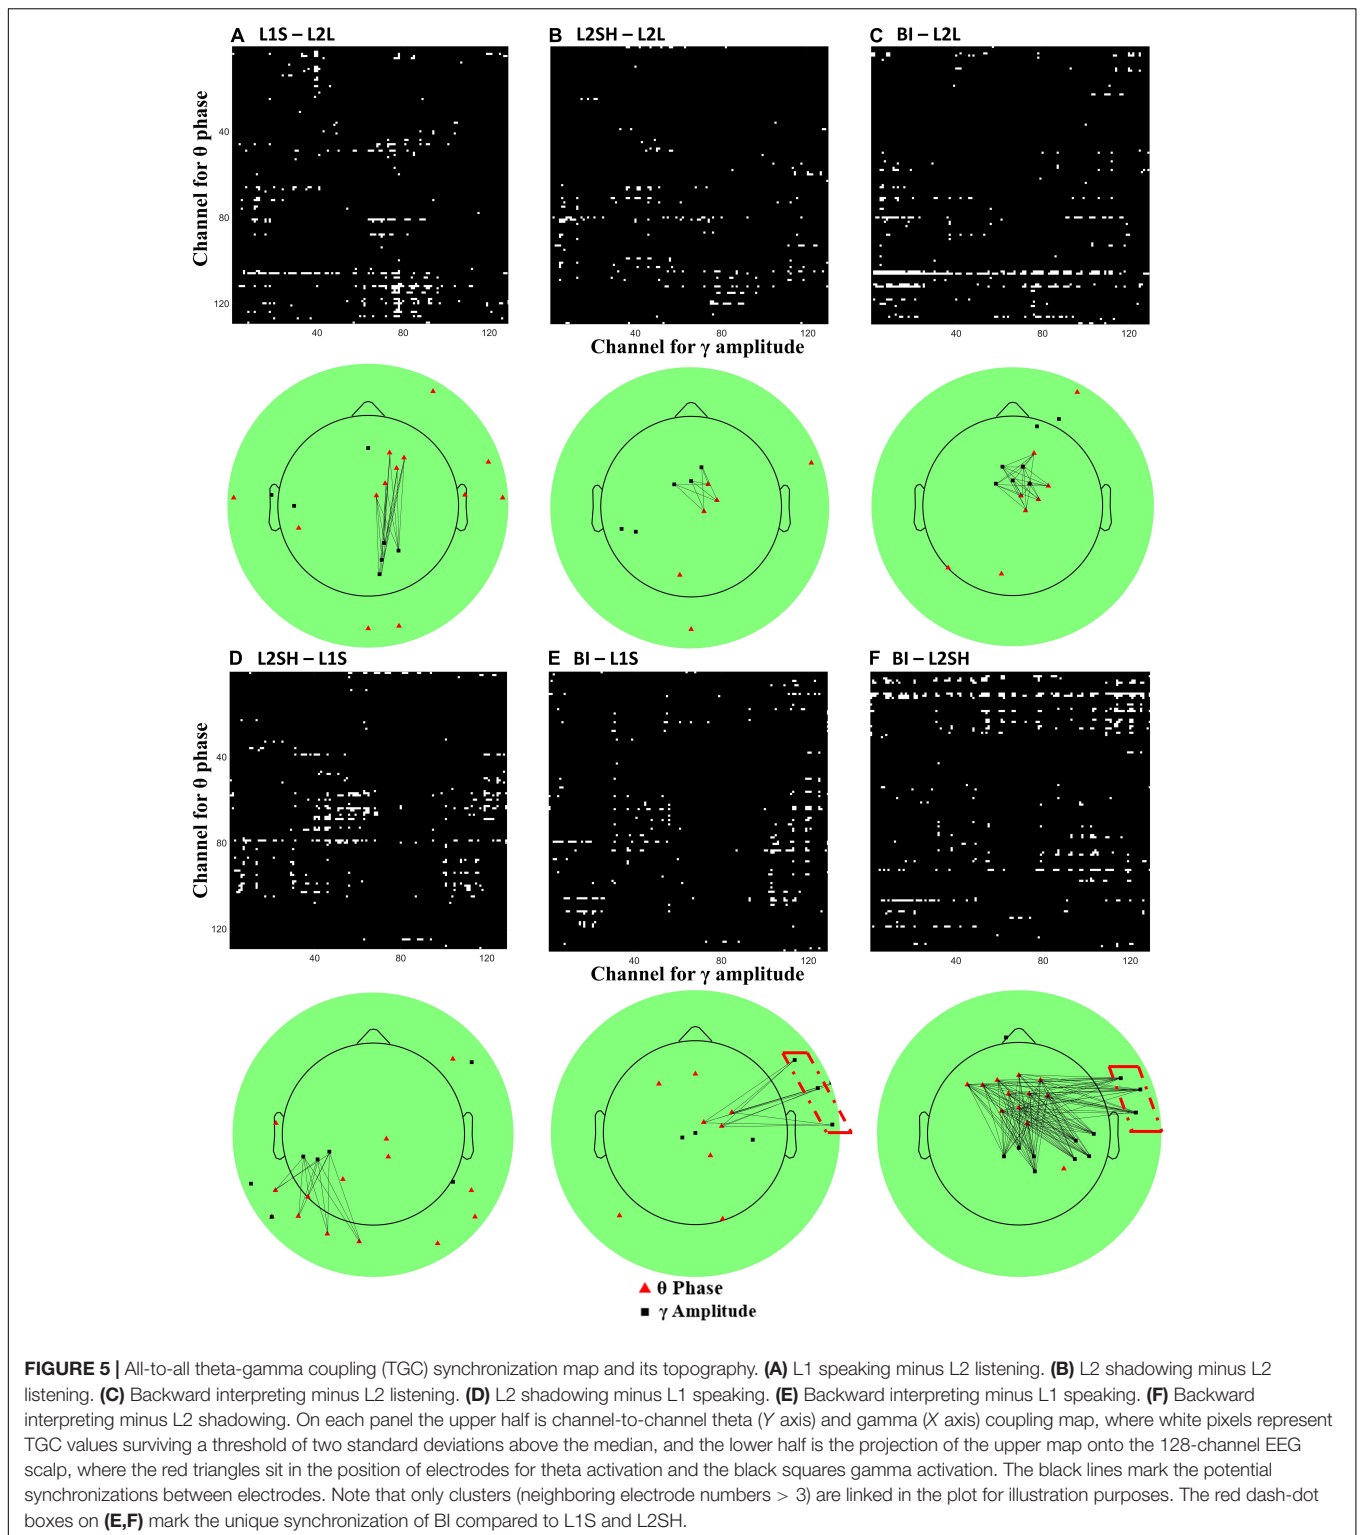 A L1S – L2L
B L2SH – L2L
C BI – L2L
Channel for θ phase
40
80
120
40 80 120
40 80 120
40 80 120
Channel for γ amplitude
D L2SH – L1S
E BI – L1S
F BI – L2SH
Channel for θ phase
40
80
120
40 80 120
40 80 120
40 80 120
Channel for γ amplitude
θ Phase
γ Amplitude
FIGURE 5 | All-to-all theta-gamma coupling (TGC) synchronization map and its topography. (A) L1 speaking minus L2 listening. (B) L2 shadowing minus L2
listening. (C) Backward interpreting minus L2 listening. (D) L2 shadowing minus L1 speaking. (E) Backward interpreting minus L1 speaking. (F) Backward
interpreting minus L2 shadowing. On each panel the upper half is channel-to-channel theta (Y axis) and gamma (X axis) coupling map, where white pixels represent
TGC values surviving a threshold of two standard deviations above the median, and the lower half is the projection of the upper map onto the 128-channel EEG
scalp, where the red triangles sit in the position of electrodes for theta activation and the black squares gamma activation. The black lines mark the potential
synchronizations between electrodes. Note that only clusters (neighboring electrode numbers > 3) are linked in the plot for illustration purposes. The red dash-dot
boxes on (E,F) mark the unique synchronization of BI compared to L1S and L2SH.